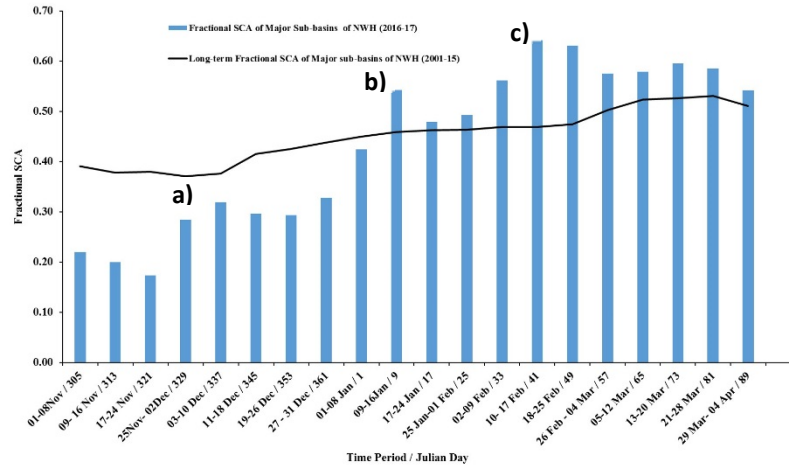 0.70
0.60
0.50
0.40
0.30
0.20
0.10
0.00
Fractional SCA
Fractional SCA of Major Sub-basins of NWH (2016-17)
Long-term Fractional SCA of Major sub-basins of NWH (2001-15)
a)
b)
c)
01-08Nov / 305
09- 16 Nov / 313
17-24 Nov / 321
25Nov- 02Dec / 329
03-10 Dec / 337
11-18 Dec / 345
19-26 Dec / 353
27- 31 Dec / 361
01-08 Jan / 1
09-16Jan / 9
17-24 Jan / 17
25 Jan-01 Feb / 25
02-09 Feb / 33
10- 17 Feb / 41
18-25 Feb / 49
26 Feb - 04 Mar / 57
05-12 Mar / 65
13-20 Mar / 73
21-28 Mar / 81
29 Mar- 04 Apr / 89
Time Period / Julian Day